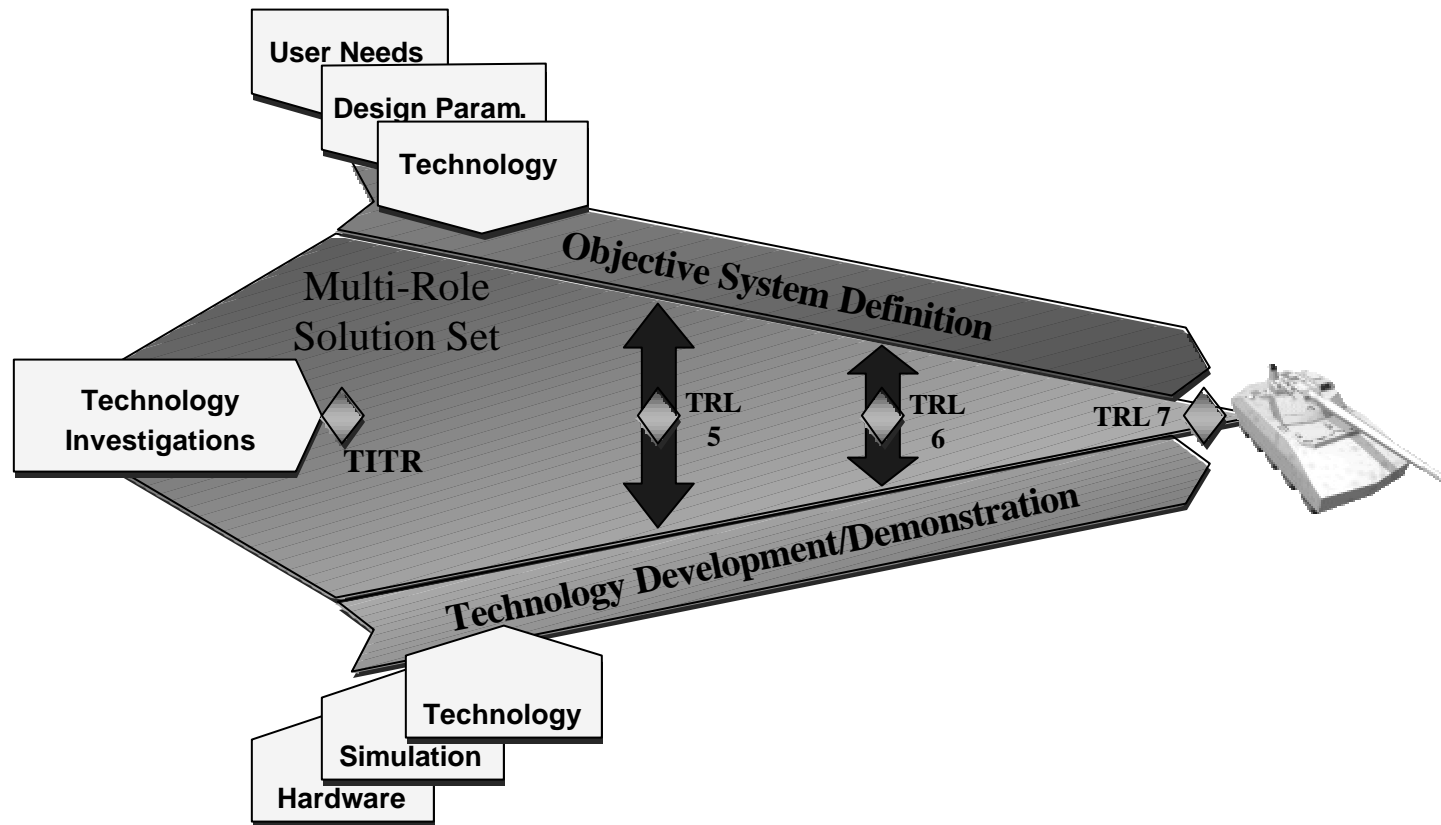 User Needs
Design Param.
Technology
Objective System Definition
Multi-Role
Solution Set
Technology
Investigations
TITR
TRL
5
TRL
6
TRL 7
Technology Development/Demonstration
Technology
Simulation
Hardware